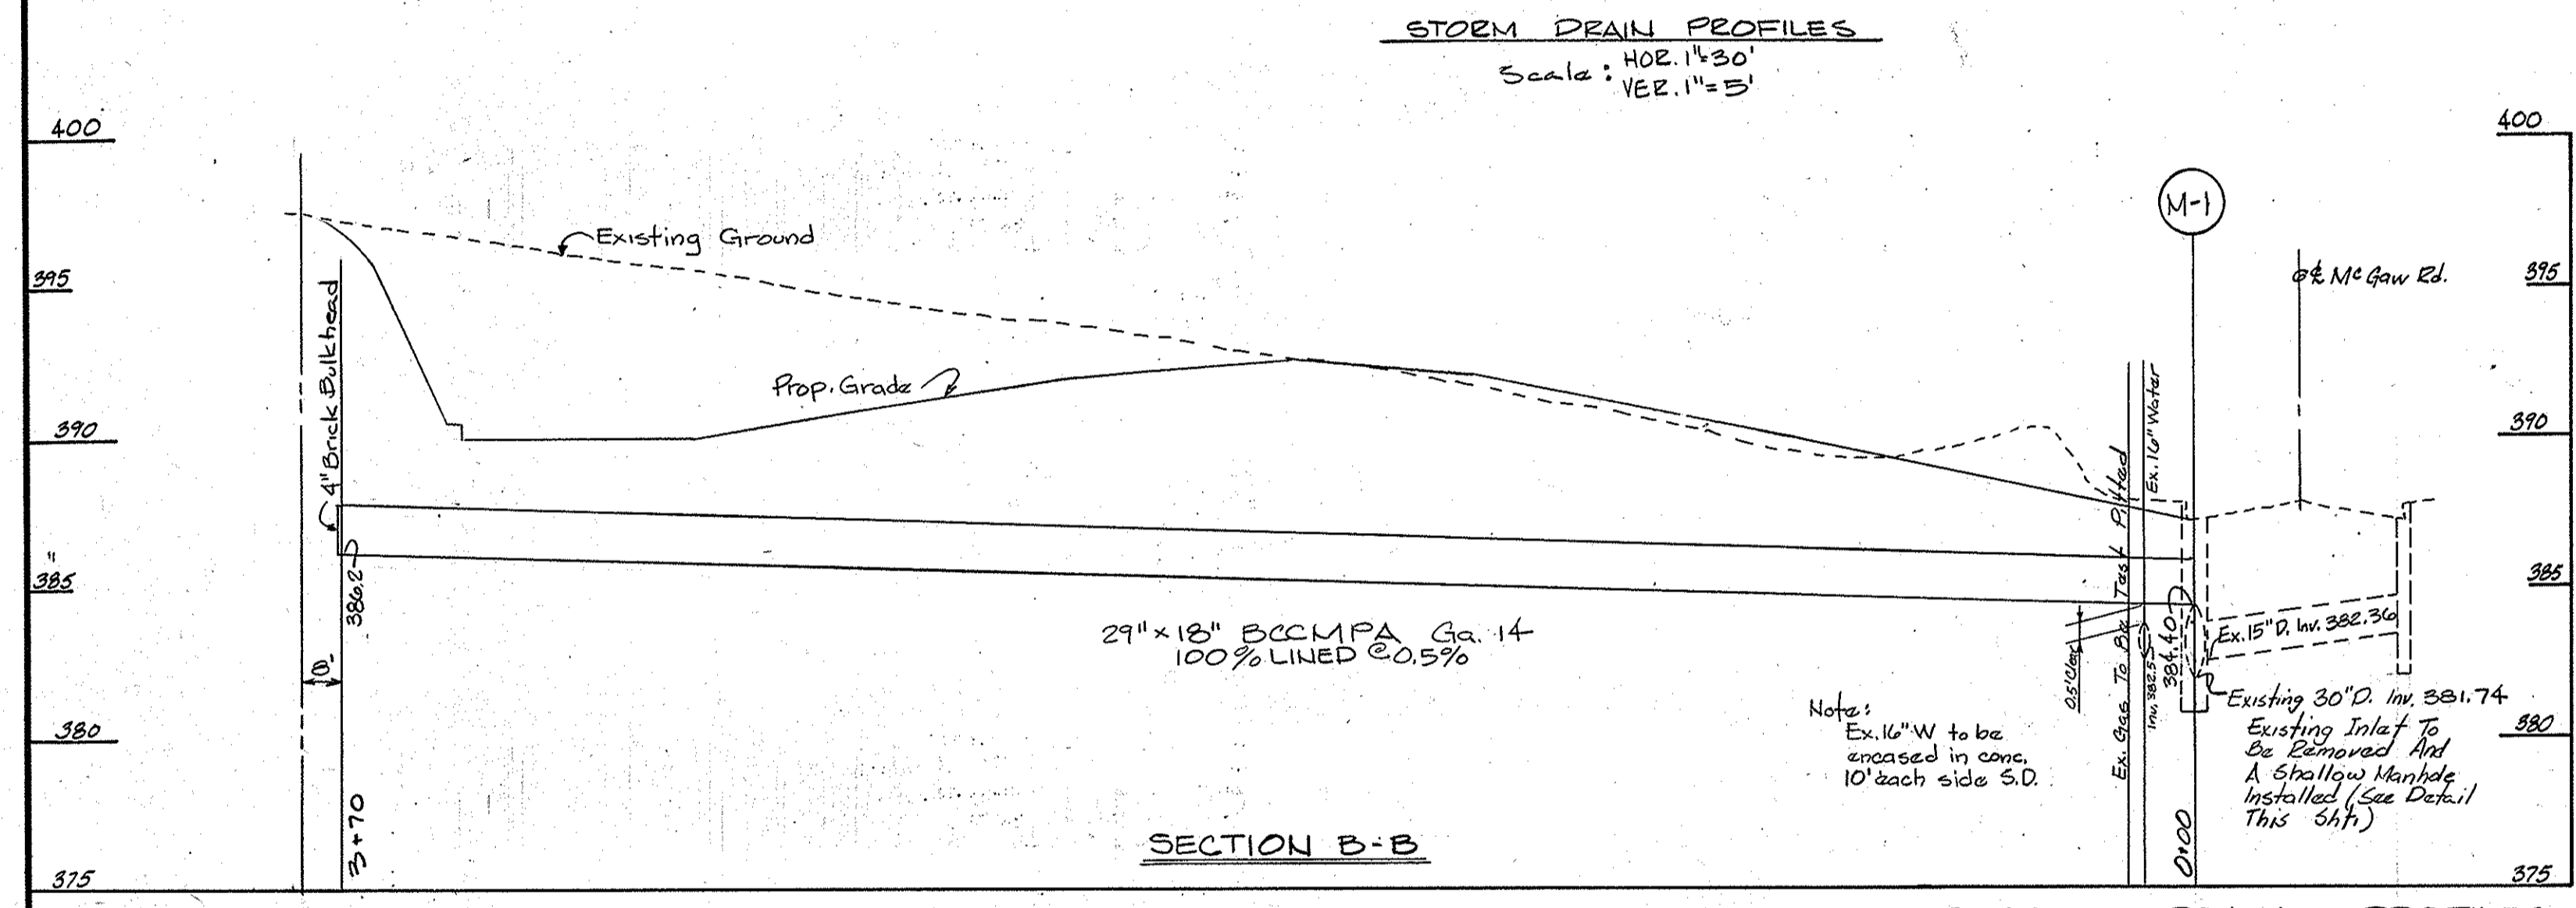 STORM DRAIN PROFILES
Scale: HOR. 1"=30'
VER. 1"=5'
400
395
390
"
385
380
375
400
395
390
385
380
375
Existing Ground
Prop. Grade
4" Brick Bulkhead
386.2
8'
3+70
29" x 18" BCCMPA Ga. 14
100% LINED @ 0.5%
SECTION B-B
Note:
Ex. 16" W to be
encased in conc.
10' each side S.D.
0.5' Clear
Ex. Gas To Be Test Pitted
Ex. 16" Water
Inv. 382.5
384.40
0+00
M-1
℄ McGaw Rd.
Ex. 15" D. Inv. 382.36
Existing 30" D. Inv. 381.74
Existing Inlet To
Be Removed And
A Shallow Manhole
Installed (See Detail
This Sht.)